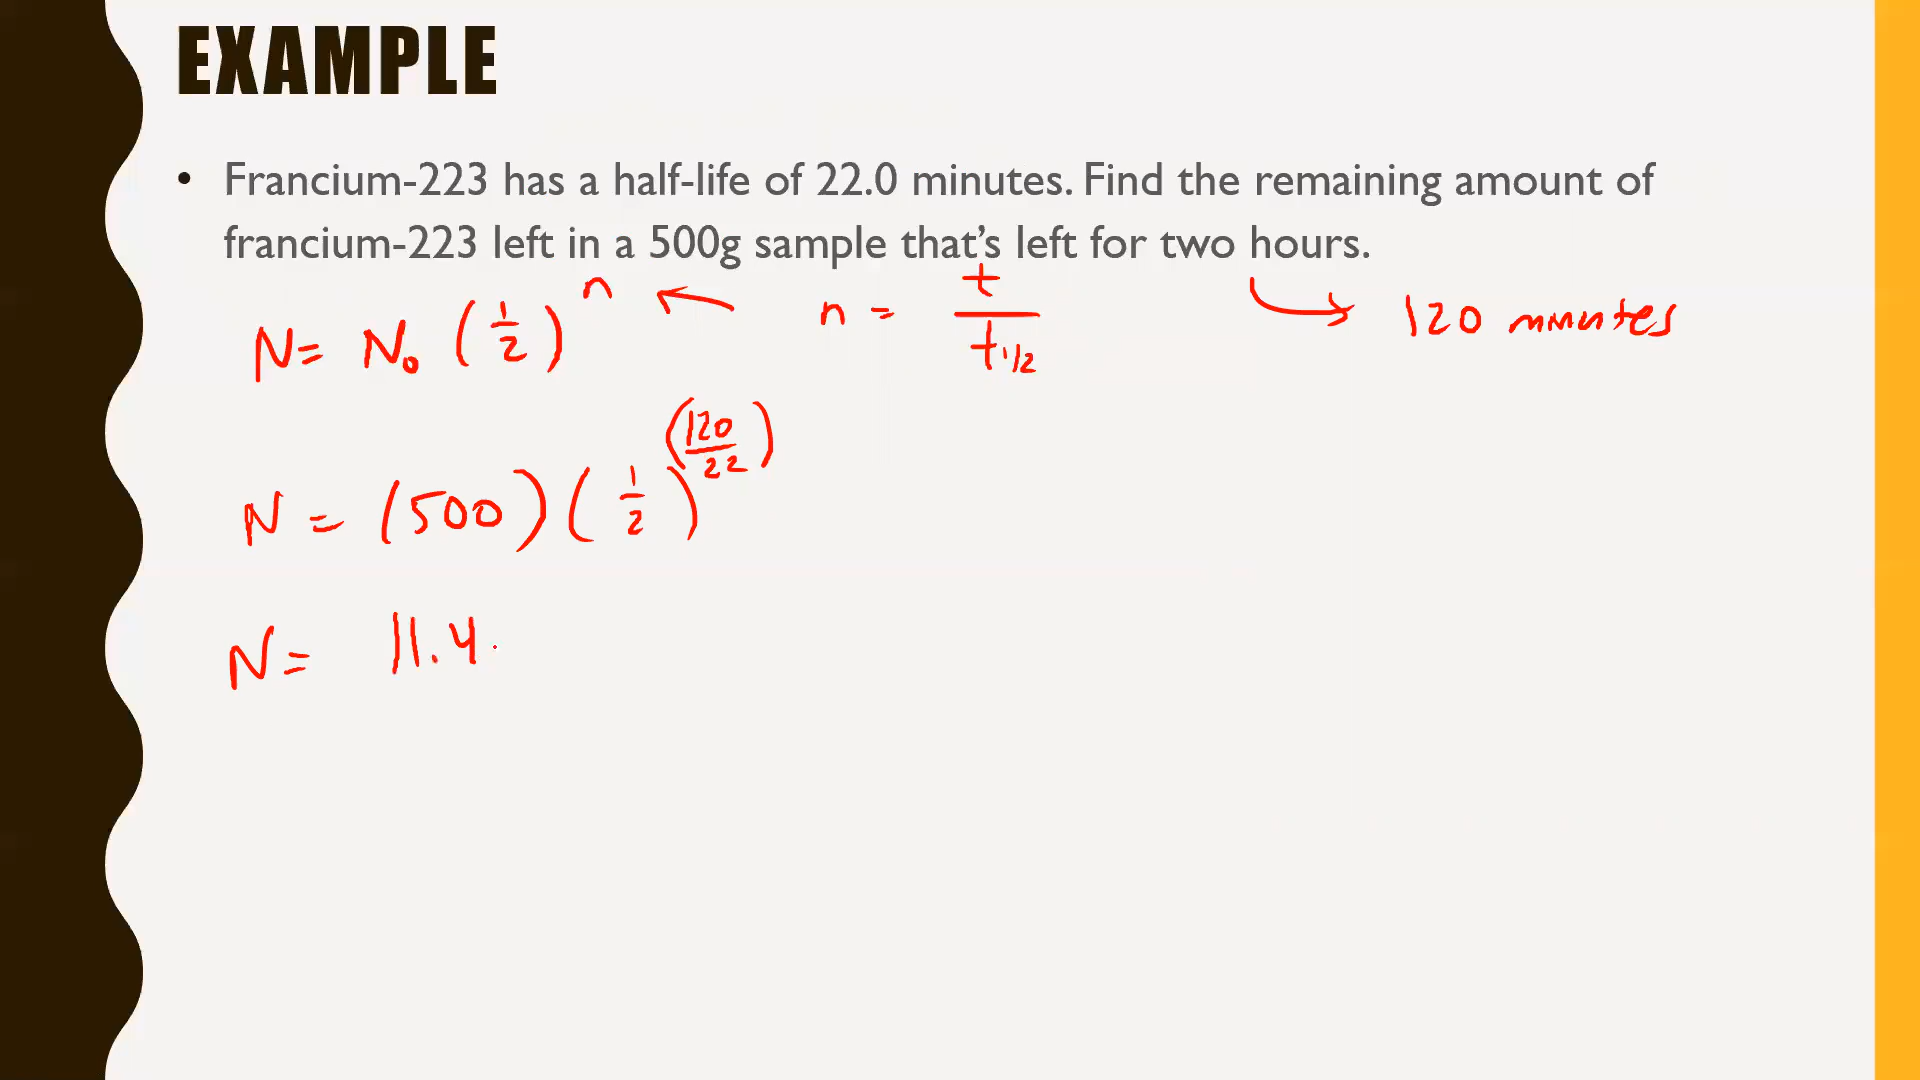 EXAMPLE
• Francium-223 has a half-life of 22.0 minutes. Find the remaining amount of
francium-223 left in a 500g sample that’s left for two hours.
N = N₀ (1/2)ⁿ ← n = t / t1/2 → 120 minutes
N = (500) (1/2)^(120/22)
N = 11.4